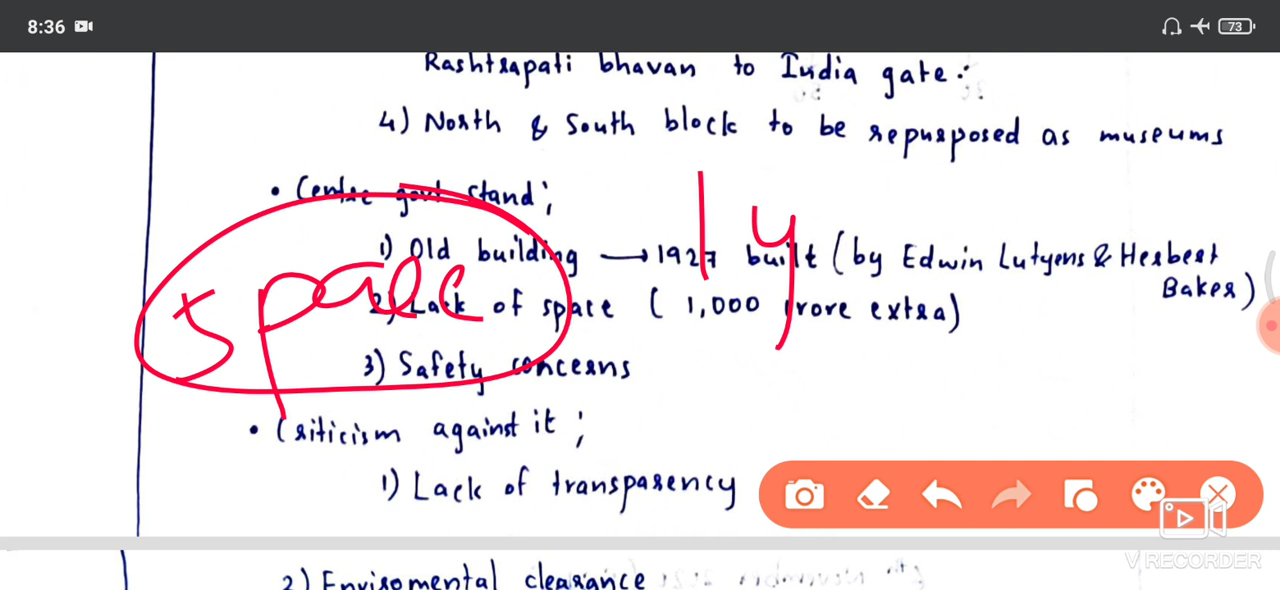 8:36
73
Rashtrapati bhavan to India gate.
4) North & South block to be repurposed as museums
• Centre govt stand;
1) Old building → 1927 built (by Edwin Lutyens & Herbert Baker)
2) Lack of space ( 1,000 crore extra)
3) Safety concerns
space
1 y
• Criticism against it ;
1) Lack of transparency
2) Enviromental clearance
V RECORDER